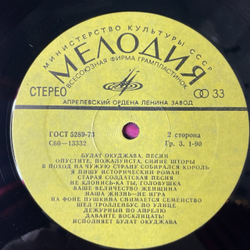 МИНИСТЕРСТВО КУЛЬТУРЫ СССР
МЕЛОДИЯ
ВСЕСОЮЗНАЯ ФИРМА ГРАМПЛАСТИНОК
СТЕРЕО
33
АПРЕЛЕВСКИЙ ОРДЕНА ЛЕНИНА ЗАВОД
ГОСТ 5289-73
2 сторона
С60—13332
Гр. 3. 1-90
БУЛАТ ОКУДЖАВА. ПЕСНИ
ОПУСТИТЕ, ПОЖАЛУЙСТА, СИНИЕ ШТОРЫ
В ПОХОД НА ЧУЖУЮ СТРАНУ СОБИРАЛСЯ КОРОЛЬ
Я ПИШУ ИСТОРИЧЕСКИЙ РОМАН
СТАРАЯ СОЛДАТСКАЯ ПЕСНЯ
НЕ КЛОНИСЬ-КА ТЫ, ГОЛОВУШКА
ВАШЕ ВЕЛИЧЕСТВО ЖЕНЩИНА
НАША ЖИЗНЬ—НЕ ИГРА
НА ФОНЕ ПУШКИНА СНИМАЕТСЯ СЕМЕЙСТВО
ШЕЛ ТРОЛЛЕЙБУС ПО УЛИЦЕ
ДЕЖУРНЫЙ ПО АПРЕЛЮ
ДАВАЙТЕ ВОСКЛИЦАТЬ!
ИСПОЛНЯЕТ БУЛАТ ОКУДЖАВА